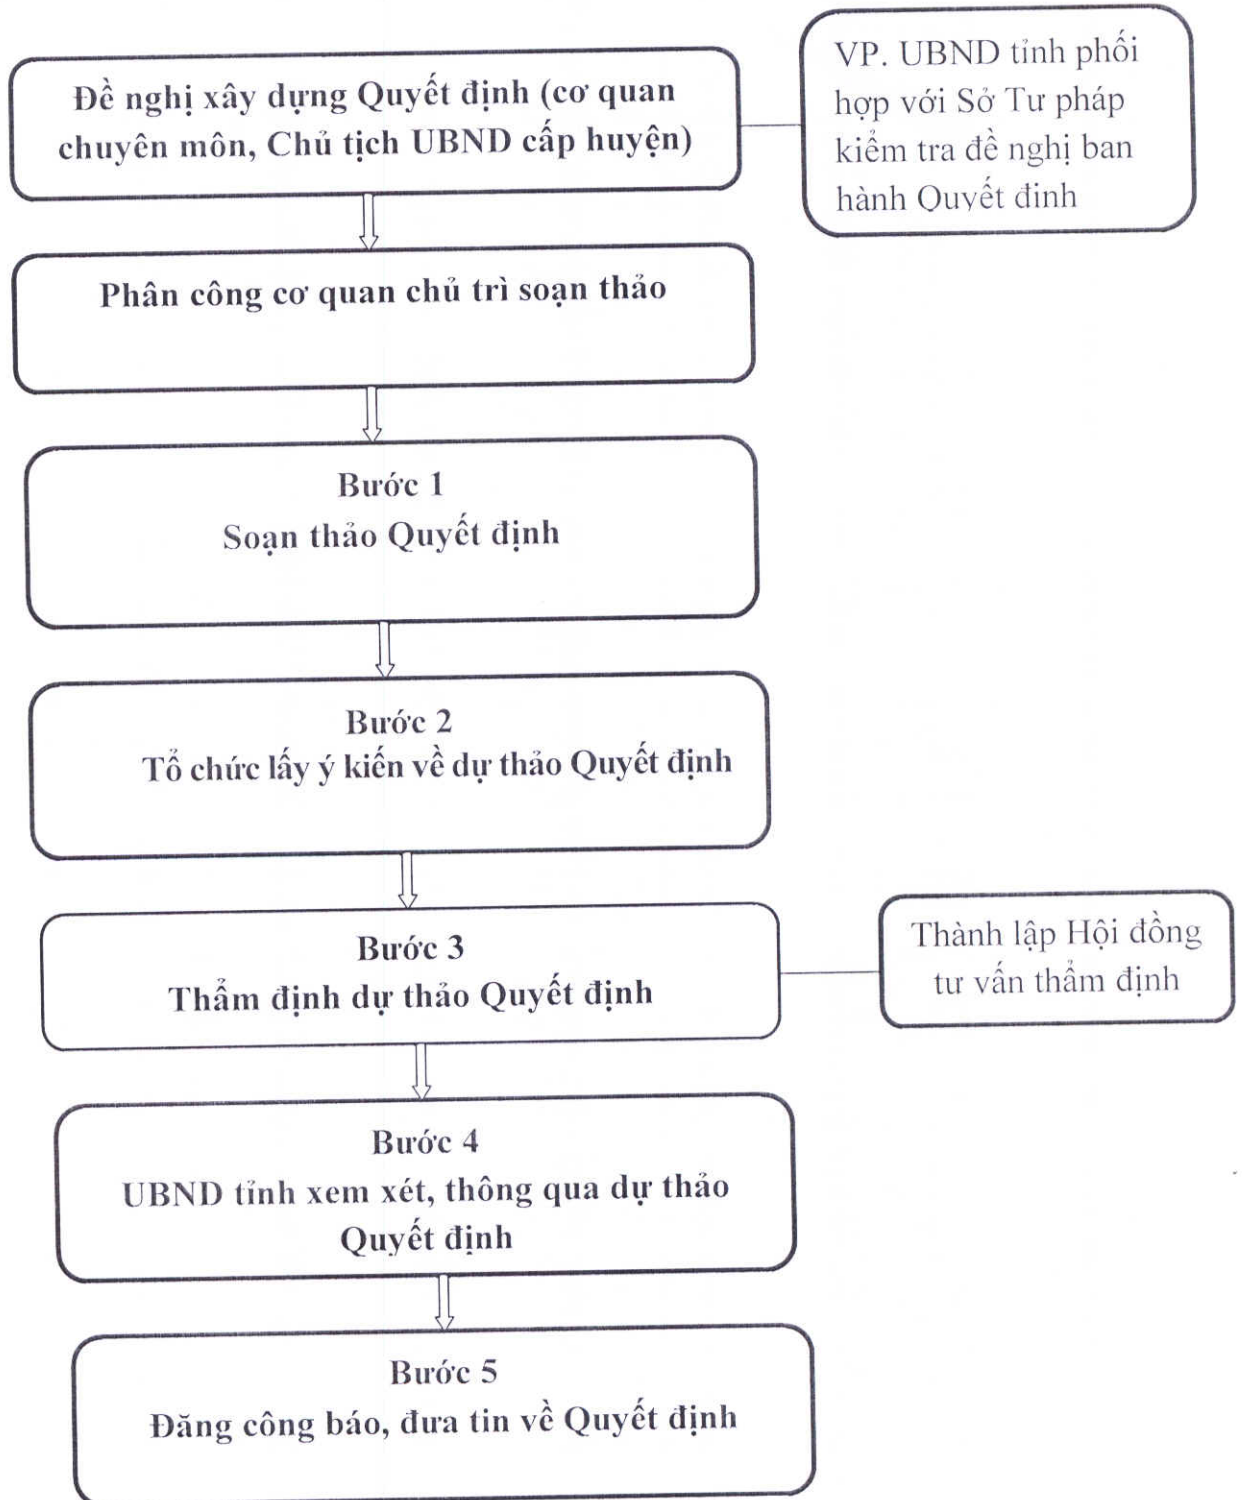 Đề nghị xây dựng Quyết định (cơ quan
chuyên môn, Chủ tịch UBND cấp huyện)
VP. UBND tỉnh phối
hợp với Sở Tư pháp
kiểm tra đề nghị ban
hành Quyết đinh
Phân công cơ quan chủ trì soạn thảo
Bước 1
Soạn thảo Quyết định
Bước 2
Tổ chức lấy ý kiến về dự thảo Quyết định
Bước 3
Thẩm định dự thảo Quyết định
Thành lập Hội đồng
tư vấn thẩm định
Bước 4
UBND tỉnh xem xét, thông qua dự thảo
Quyết định
Bước 5
Đăng công báo, đưa tin về Quyết định